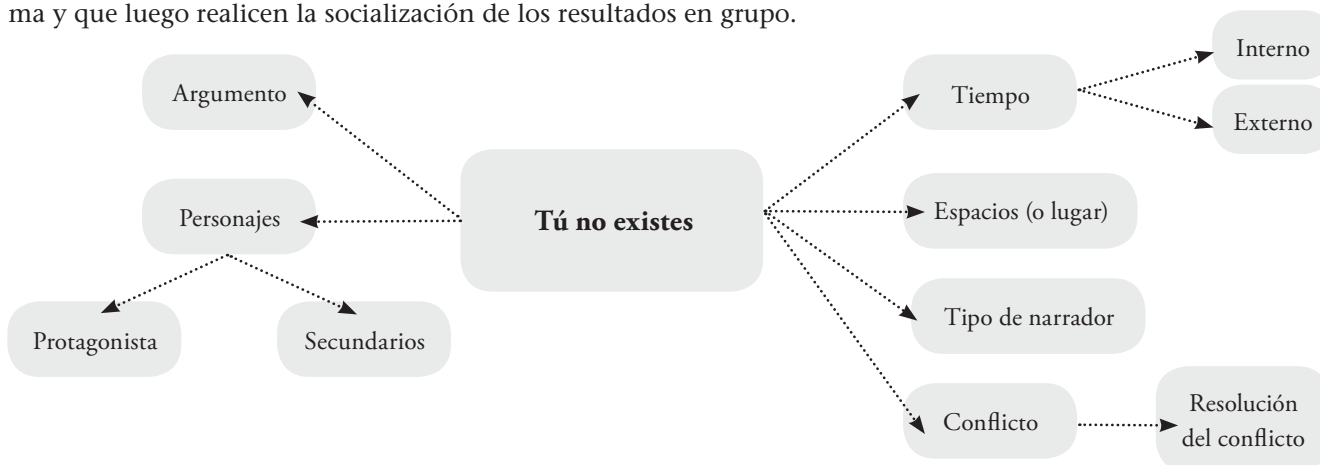 ma y que luego realicen la socialización de los resultados en grupo.
Argumento
Personajes
Protagonista
Secundarios
Tú no existes
Tiempo
Interno
Externo
Espacios (o lugar)
Tipo de narrador
Conflicto
Resolución
del conflicto